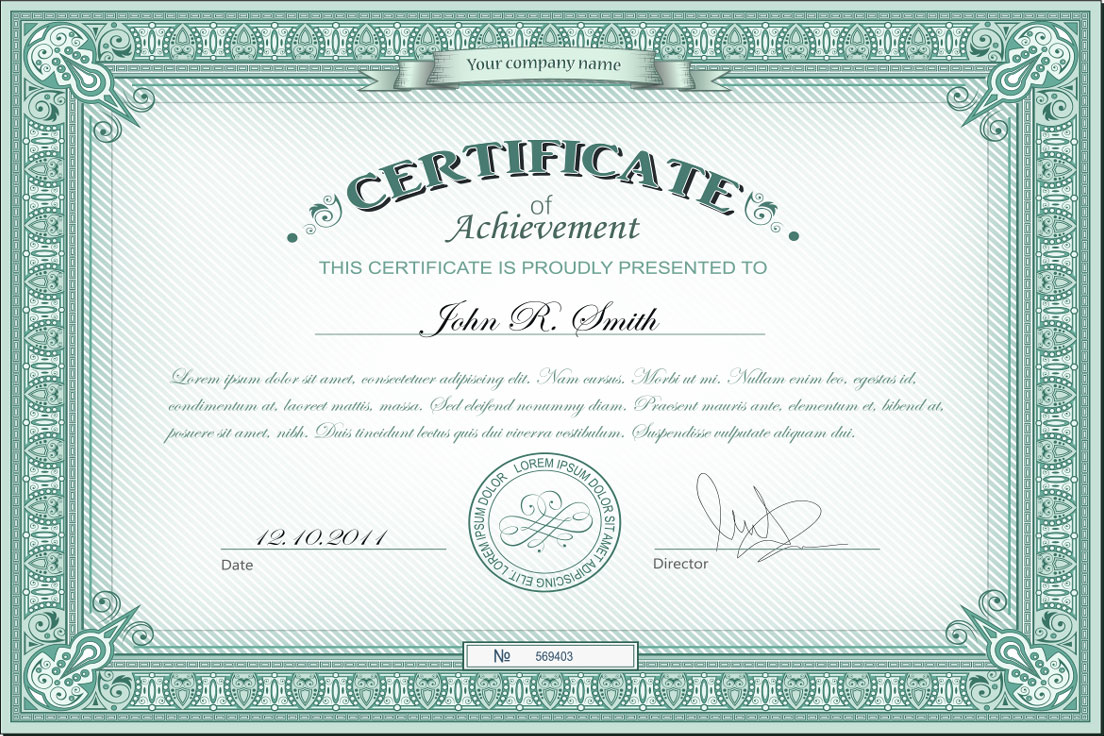 Your company name
CERTIFICATE
of
Achievement
THIS CERTIFICATE IS PROUDLY PRESENTED TO
John R. Smith
Lorem ipsum dolor sit amet, consectetuer adipiscing elit. Nam cursus. Morbi ut mi. Nullam enim leo, egestas id,
condimentum at, laoreet mattis, massa. Sed eleifend nonummy diam. Praesent mauris ante, elementum et, bibend at,
posuere sit amet, nibh. Duis tincidunt lectus quis dui viverra vestibulum. Suspendisse vulputate aliquam dui.
LOREM IPSUM DOLOR SIT AMET ADIPISCING ELIT. LOREM IPSUM DOLOR
12.10.2011
Date
Director
№ 569403